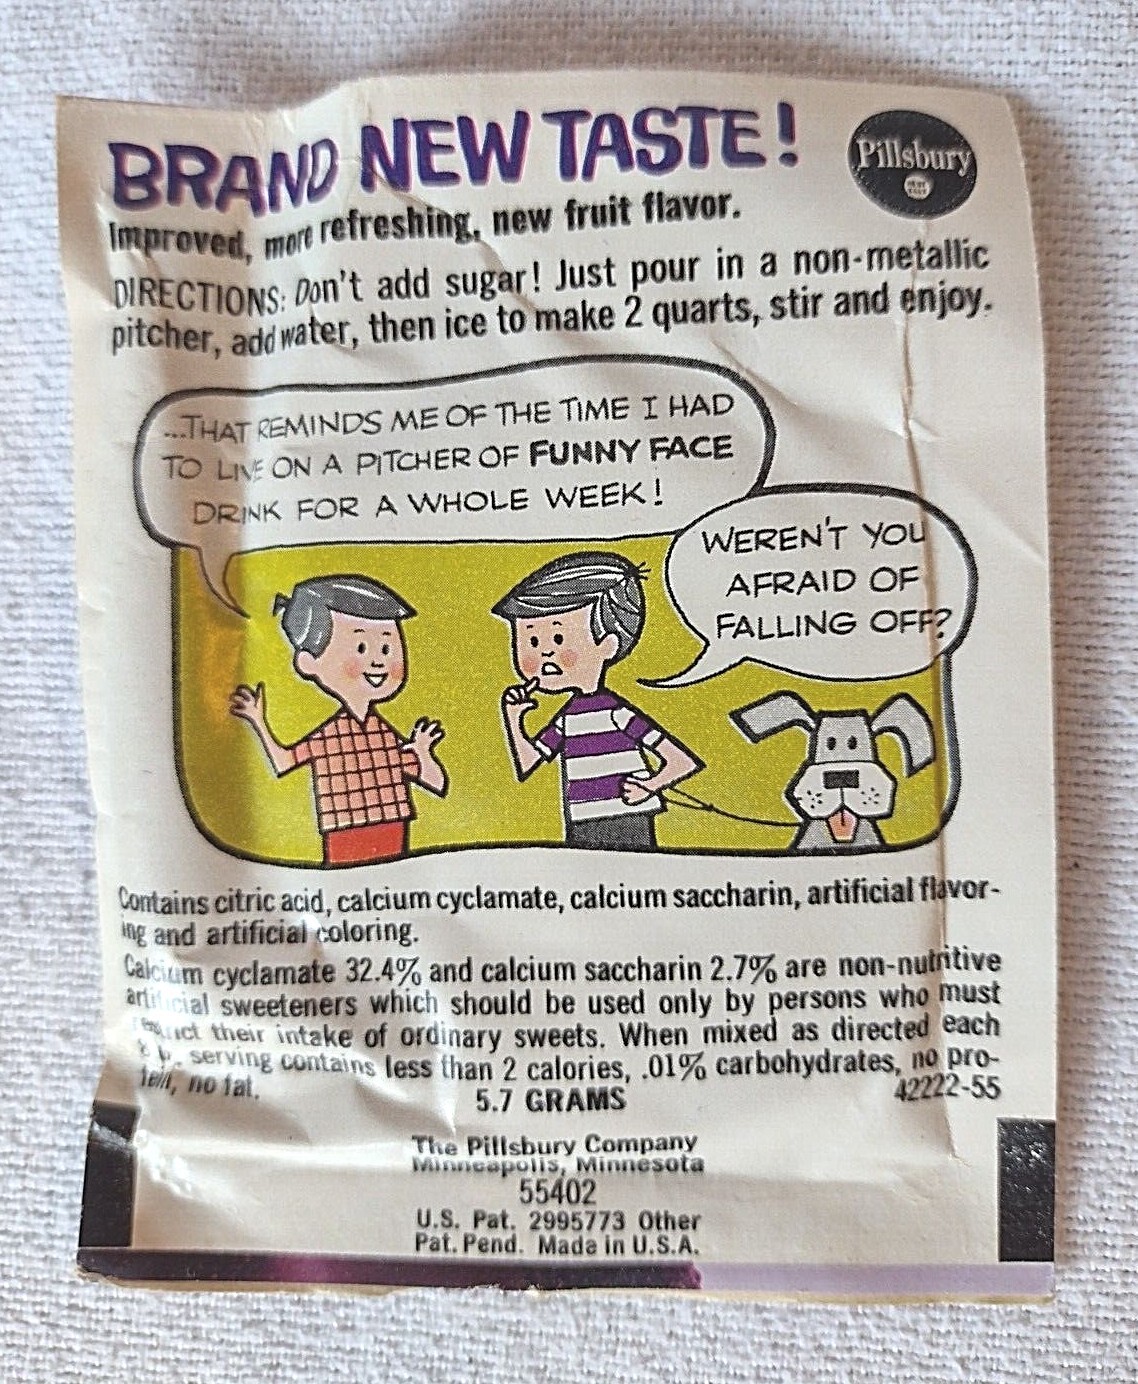 BRAND NEW TASTE!
Pillsbury
Improved, more refreshing, new fruit flavor.
DIRECTIONS: Don't add sugar! Just pour in a non-metallic
pitcher, add water, then ice to make 2 quarts, stir and enjoy.
...THAT REMINDS ME OF THE TIME I HAD
TO LIVE ON A PITCHER OF FUNNY FACE
DRINK FOR A WHOLE WEEK!
WEREN'T YOU
AFRAID OF
FALLING OFF?
Contains citric acid, calcium cyclamate, calcium saccharin, artificial flavor-
ing and artificial coloring.
Calcium cyclamate 32.4% and calcium saccharin 2.7% are non-nutritive
artificial sweeteners which should be used only by persons who must
restrict their intake of ordinary sweets. When mixed as directed each
serving contains less than 2 calories, .01% carbohydrates, no pro-
tein, no fat.
5.7 GRAMS
42222-55
The Pillsbury Company
Minneapolis, Minnesota
55402
U.S. Pat. 2995773 Other
Pat. Pend. Made in U.S.A.